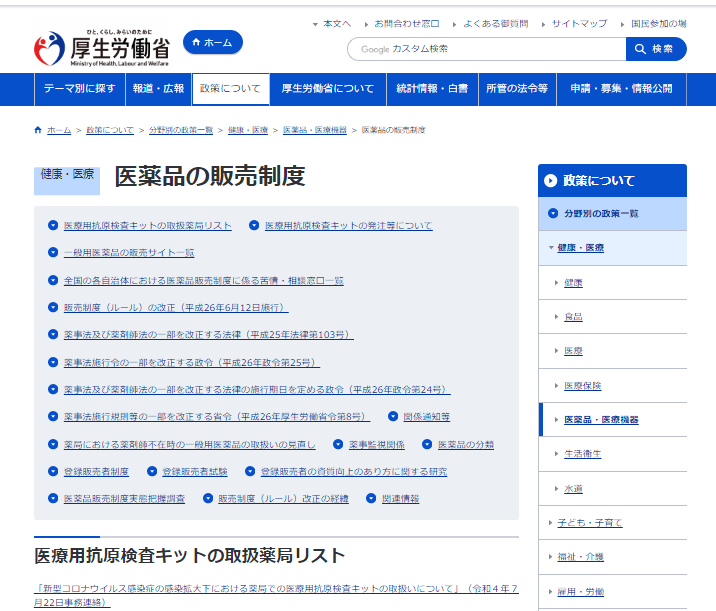 本文へ お問合わせ窓口 よくある御質問 サイトマップ 国民参加の場
ひと、くらし、みらいのために
厚生労働省
Ministry of Health, Labour and Welfare
ホーム
Google カスタム検索
検索
テーマ別に探す 報道・広報 政策について 厚生労働省について 統計情報・白書 所管の法令等 申請・募集・情報公開
ホーム > 政策について > 分野別の政策一覧 > 健康・医療 > 医薬品・医療機器 > 医薬品の販売制度
健康・医療
医薬品の販売制度
医療用抗原検査キットの取扱薬局リスト 医療用抗原検査キットの発注等について
一般用医薬品の販売サイト一覧
全国の各自治体における医薬品販売制度に係る苦情・相談窓口一覧
販売制度（ルール）の改正（平成26年6月12日施行）
薬事法及び薬剤師法の一部を改正する法律（平成25年法律第103号）
薬事法施行令の一部を改正する政令（平成26年政令第25号）
薬事法及び薬剤師法の一部を改正する法律の施行期日を定める政令（平成26年政令第24号）
薬事法施行規則等の一部を改正する省令（平成26年厚生労働省令第8号） 関係通知等
薬局における薬剤師不在時の一般用医薬品の取扱いの見直し 薬事監視関係 医薬品の分類
登録販売者制度 登録販売者試験 登録販売者の資質向上のあり方に関する研究
医薬品販売制度実態把握調査 販売制度（ルール）改正の経緯 関連情報
医療用抗原検査キットの取扱薬局リスト
「新型コロナウイルス感染症の感染拡大下における薬局での医療用抗原検査キットの取扱いについて」（令和４年７
月22日事務連絡）
政策について
分野別の政策一覧
健康・医療
健康
食品
医療
医療保険
医薬品・医療機器
生活衛生
水道
子ども・子育て
福祉・介護
雇用・労働